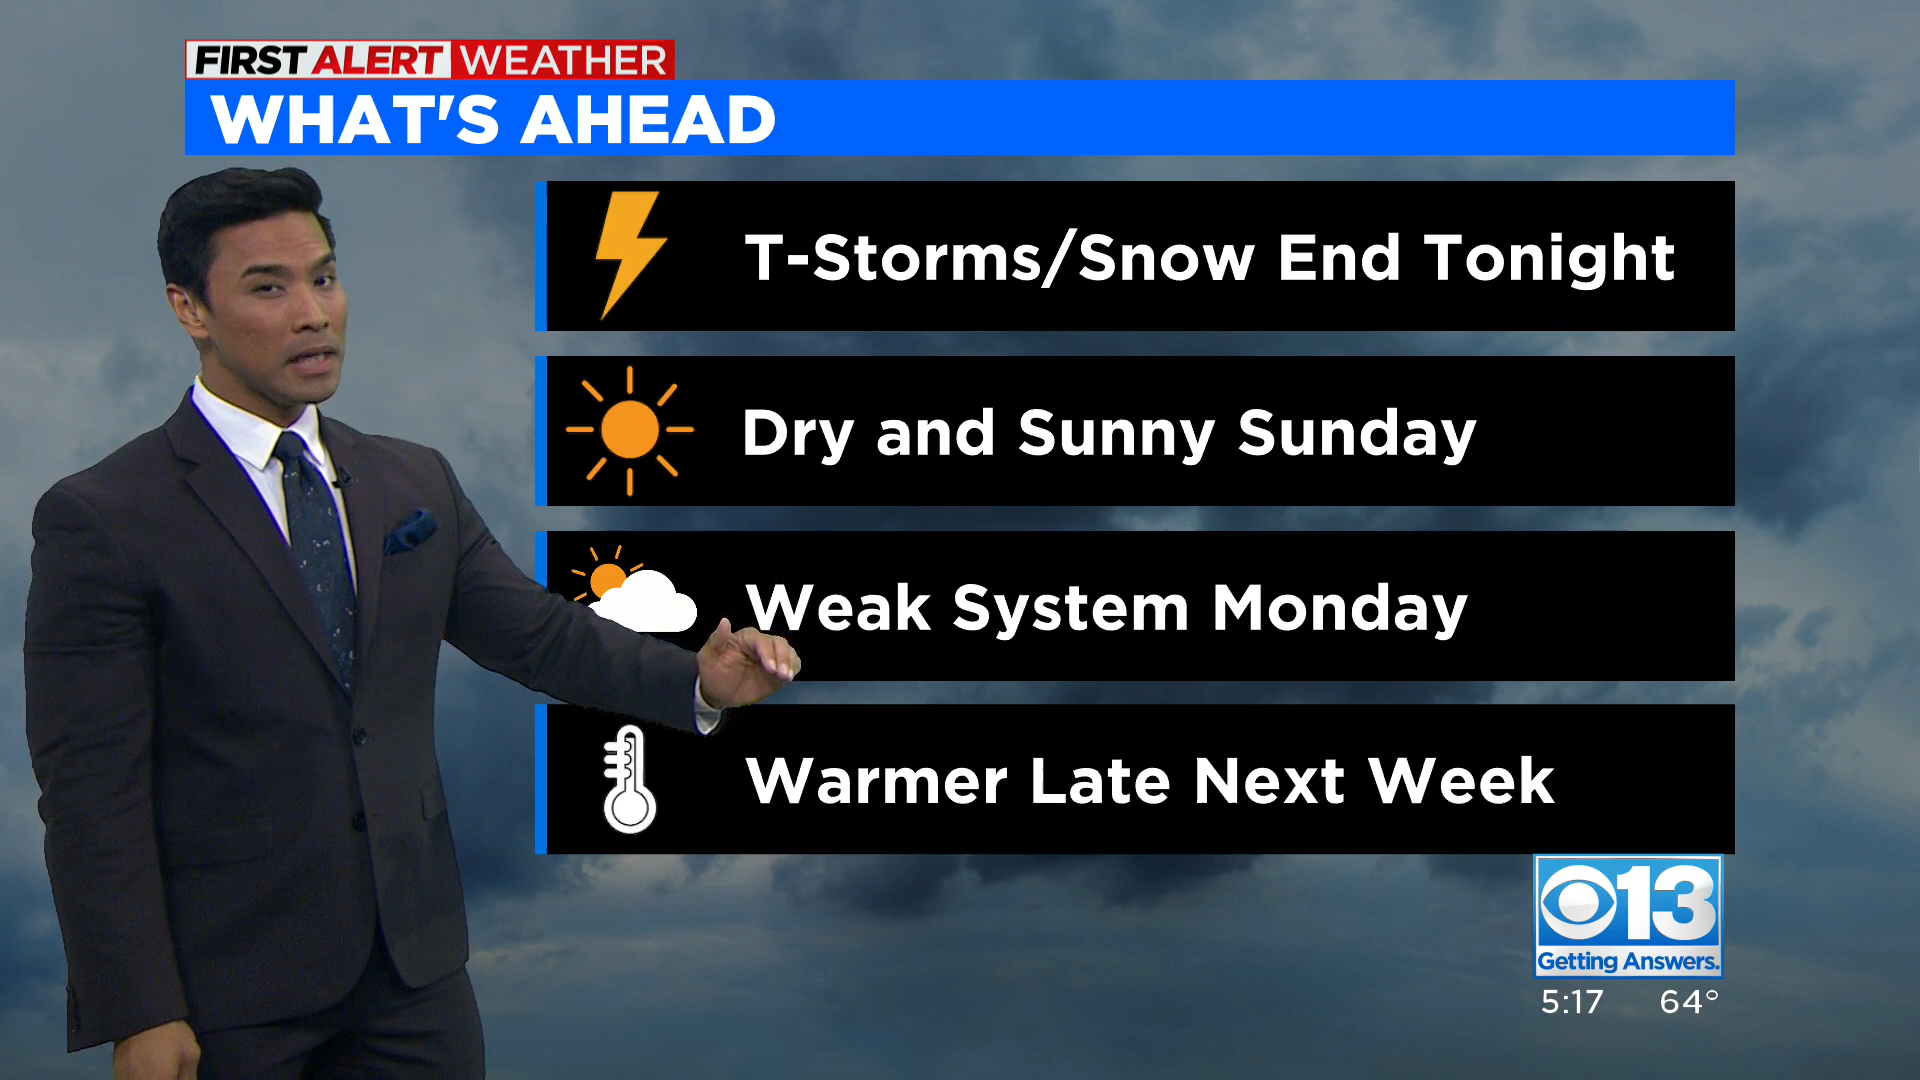 FIRST ALERT WEATHER
WHAT'S AHEAD
T-Storms/Snow End Tonight
Dry and Sunny Sunday
Weak System Monday
Warmer Late Next Week
13
Getting Answers.
5:17 64°